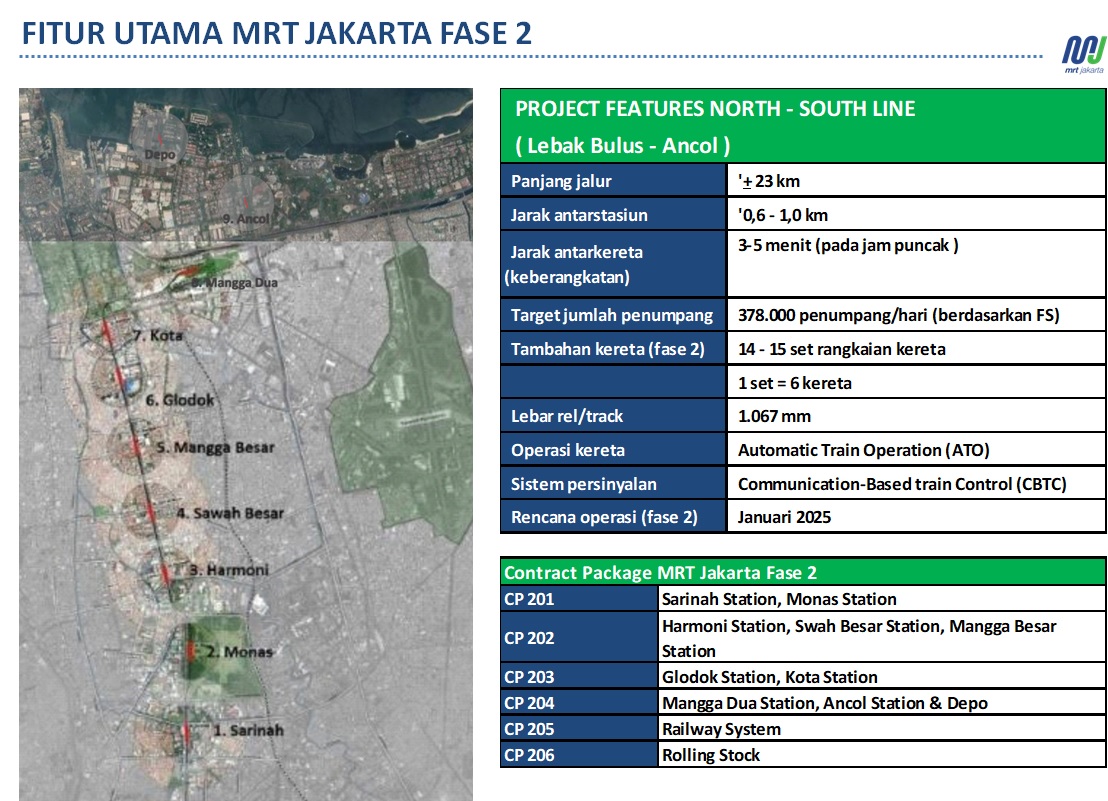 FITUR UTAMA MRT JAKARTA FASE 2
mrt jakarta
Depo
9. Ancol
8. Mangga Dua
7. Kota
6. Glodok
5. Mangga Besar
4. Sawah Besar
3. Harmoni
2. Monas
1. Sarinah
PROJECT FEATURES NORTH - SOUTH LINE
( Lebak Bulus - Ancol )
Panjang jalur '± 23 km
Jarak antarstasiun '0,6 - 1,0 km
Jarak antarkereta 3-5 menit (pada jam puncak )
(keberangkatan)
Target jumlah penumpang 378.000 penumpang/hari (berdasarkan FS)
Tambahan kereta (fase 2) 14 - 15 set rangkaian kereta
1 set = 6 kereta
Lebar rel/track 1.067 mm
Operasi kereta Automatic Train Operation (ATO)
Sistem persinyalan Communication-Based train Control (CBTC)
Rencana operasi (fase 2) Januari 2025
Contract Package MRT Jakarta Fase 2
CP 201 Sarinah Station, Monas Station
CP 202 Harmoni Station, Swah Besar Station, Mangga Besar
Station
CP 203 Glodok Station, Kota Station
CP 204 Mangga Dua Station, Ancol Station & Depo
CP 205 Railway System
CP 206 Rolling Stock